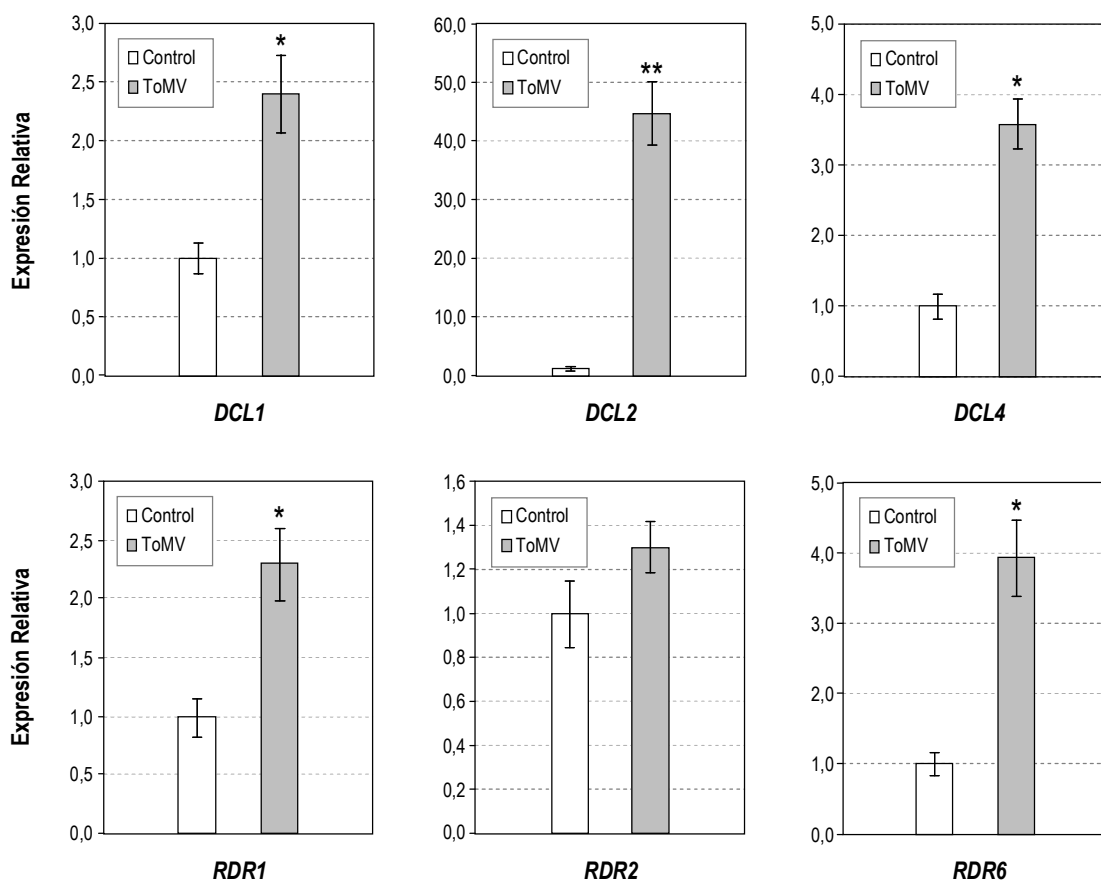 Expresión Relativa
3,0
2,5
2,0
1,5
1,0
0,5
0,0
Control
ToMV
*
DCL1
60,0
50,0
40,0
30,0
20,0
10,0
0,0
Control
ToMV
**
DCL2
5,0
4,0
3,0
2,0
1,0
0,0
Control
ToMV
*
DCL4
Expresión Relativa
3,0
2,5
2,0
1,5
1,0
0,5
0,0
Control
ToMV
*
RDR1
1,6
1,4
1,2
1,0
0,8
0,6
0,4
0,2
0,0
Control
ToMV
RDR2
5,0
4,0
3,0
2,0
1,0
0,0
Control
ToMV
*
RDR6